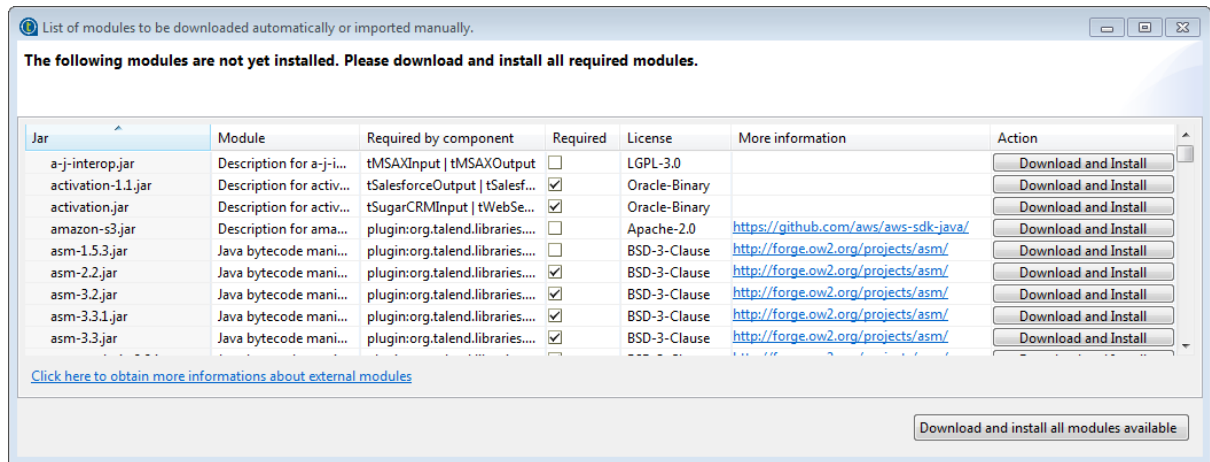 List of modules to be downloaded automatically or imported manually.
The following modules are not yet installed. Please download and install all required modules.
Jar Module Required by component Required License More information Action
a-j-interop.jar Description for a-j-i... tMSAXInput | tMSAXOutput LGPL-3.0 Download and Install
activation-1.1.jar Description for activ... tSalesforceOutput | tSalesf... Oracle-Binary Download and Install
activation.jar Description for activ... tSugarCRMInput | tWebSe... Oracle-Binary Download and Install
amazon-s3.jar Description for ama... plugin:org.talend.libraries.... Apache-2.0 https://github.com/aws/aws-sdk-java/ Download and Install
asm-1.5.3.jar Java bytecode mani... plugin:org.talend.libraries.... BSD-3-Clause http://forge.ow2.org/projects/asm/ Download and Install
asm-2.2.jar Java bytecode mani... plugin:org.talend.libraries.... BSD-3-Clause http://forge.ow2.org/projects/asm/ Download and Install
asm-3.2.jar Java bytecode mani... plugin:org.talend.libraries.... BSD-3-Clause http://forge.ow2.org/projects/asm/ Download and Install
asm-3.3.1.jar Java bytecode mani... plugin:org.talend.libraries.... BSD-3-Clause http://forge.ow2.org/projects/asm/ Download and Install
asm-3.3.jar Java bytecode mani... plugin:org.talend.libraries.... BSD-3-Clause http://forge.ow2.org/projects/asm/ Download and Install
Click here to obtain more informations about external modules
Download and install all modules available